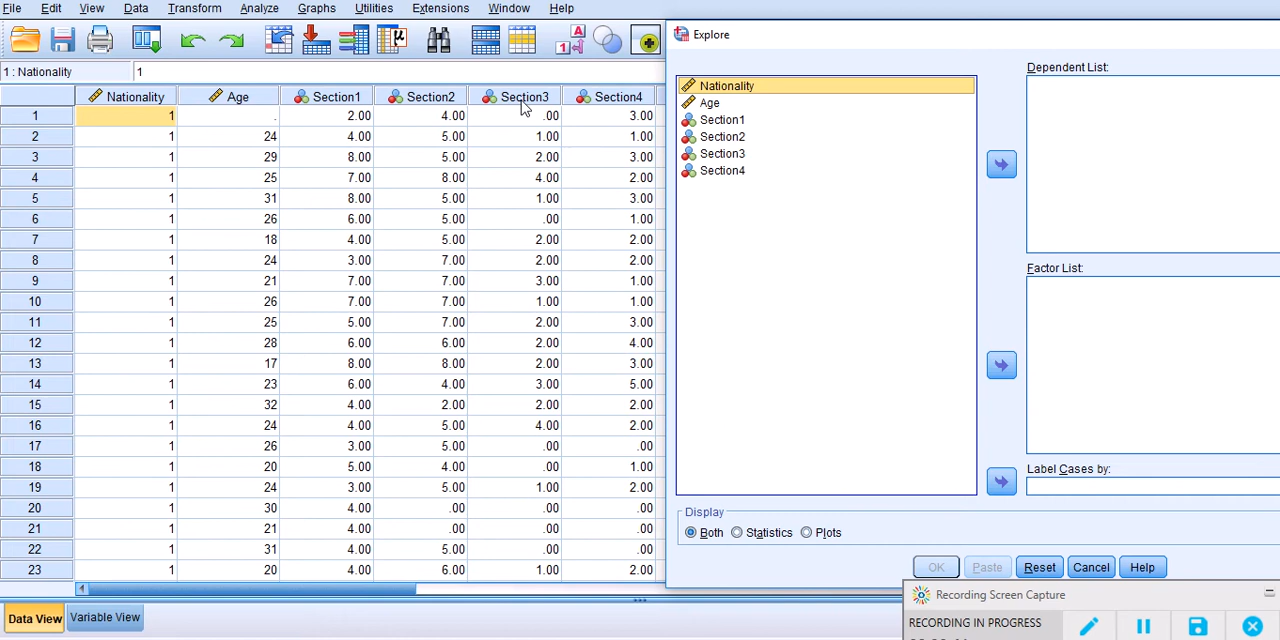 File Edit View Data Transform Graphs Utilities Extensions Window Help
Explore
A
1
µ
1 : Nationality 1
Nationality Age Section1 Section2 Section3 Section4
1 1 . 2.00 4.00 .00 3.00
2 1 24 4.00 5.00 1.00 1.00
3 1 29 8.00 5.00 2.00 3.00
4 1 25 7.00 8.00 4.00 2.00
5 1 31 8.00 5.00 1.00 3.00
6 1 26 6.00 5.00 .00 1.00
7 1 18 4.00 5.00 2.00 2.00
8 1 24 3.00 7.00 2.00 2.00
9 1 21 7.00 7.00 3.00 1.00
10 1 26 7.00 7.00 1.00 1.00
11 1 25 5.00 7.00 2.00 3.00
12 1 28 6.00 6.00 2.00 4.00
13 1 17 8.00 8.00 2.00 3.00
14 1 23 6.00 4.00 3.00 5.00
15 1 32 4.00 2.00 2.00 2.00
16 1 24 4.00 5.00 4.00 2.00
17 1 26 3.00 5.00 .00 .00
18 1 20 5.00 4.00 .00 1.00
19 1 24 3.00 5.00 1.00 2.00
20 1 30 4.00 .00 .00 .00
21 1 21 4.00 .00 .00 .00
22 1 31 4.00 5.00 .00 .00
23 1 20 4.00 6.00 1.00 2.00
Data View Variable View
Nationality
Age
Section1
Section2
Section3
Section4
Dependent List:
Factor List:
Label Cases by:
Display
Both Statistics Plots
OK Paste Reset Cancel Help
Recording Screen Capture
RECORDING IN PROGRESS